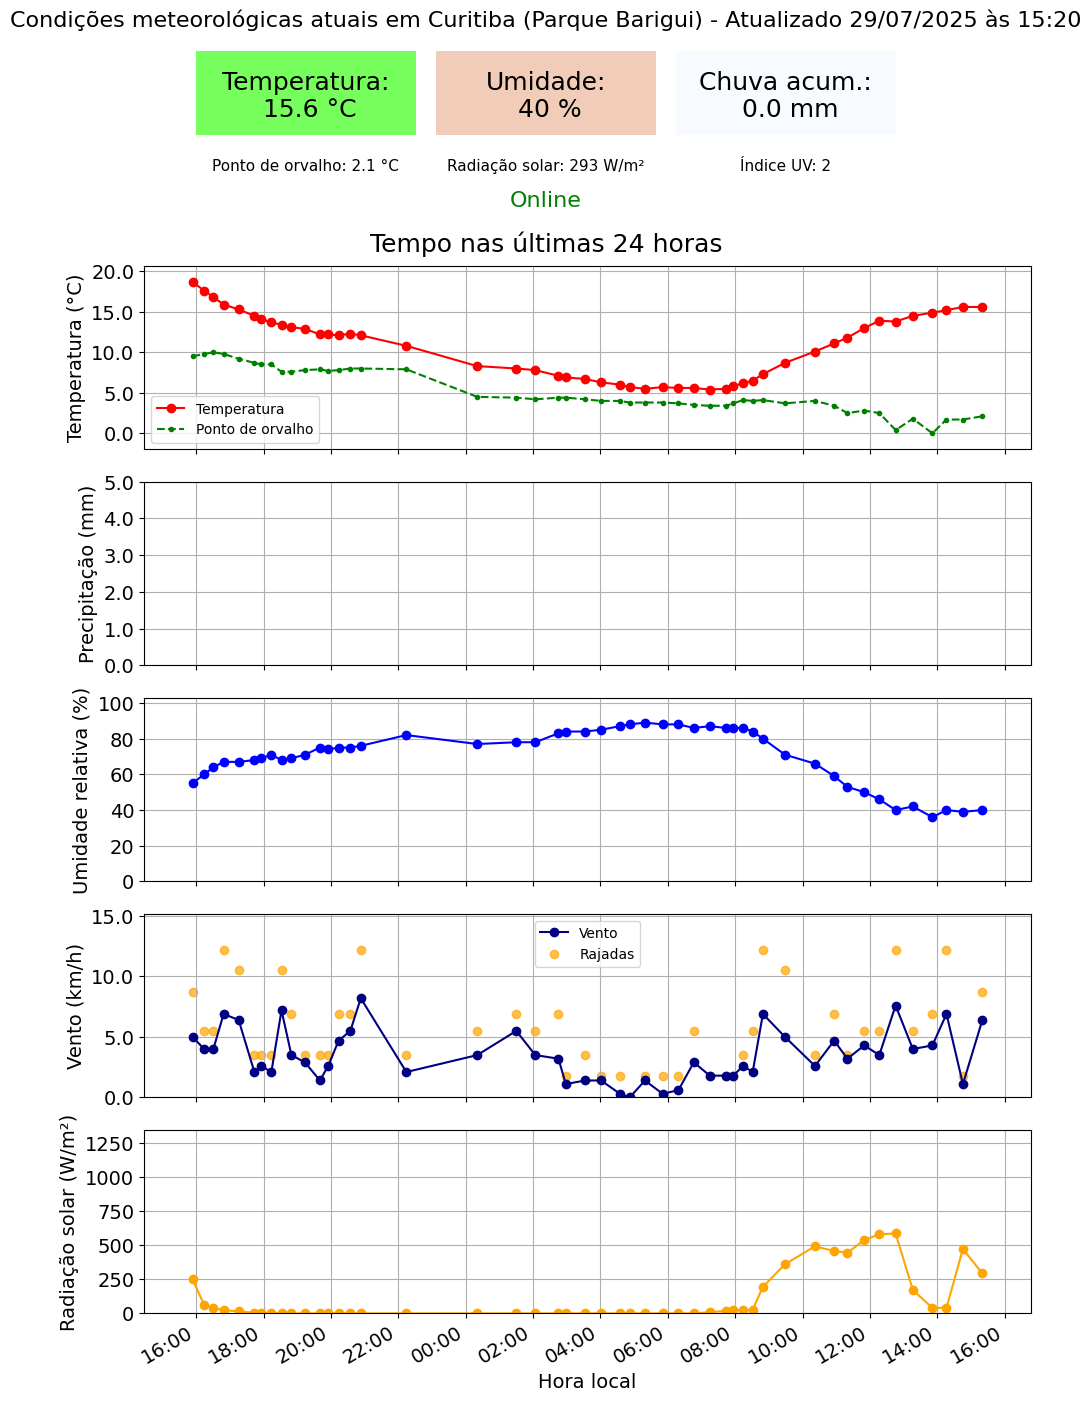 Condições meteorológicas atuais em Curitiba (Parque Barigui) - Atualizado 29/07/2025 às 15:20
Temperatura:
15.6 °C
Umidade:
40 %
Chuva acum.:
0.0 mm
Ponto de orvalho: 2.1 °C
Radiação solar: 293 W/m²
Índice UV: 2
Online
Tempo nas últimas 24 horas
Temperatura (°C)
20.0
15.0
10.0
5.0
0.0
Temperatura
Ponto de orvalho
Precipitação (mm)
5.0
4.0
3.0
2.0
1.0
0.0
Umidade relativa (%)
100
80
60
40
20
0
Vento (km/h)
15.0
10.0
5.0
0.0
Vento
Rajadas
Radiação solar (W/m²)
1250
1000
750
500
250
0
16:00
18:00
20:00
22:00
00:00
02:00
04:00
06:00
08:00
10:00
12:00
14:00
16:00
Hora local